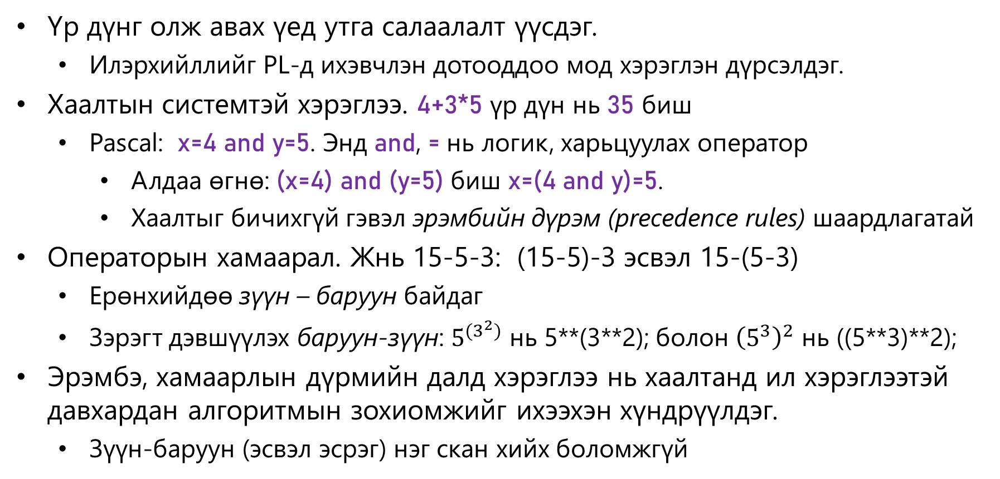 • Үр дүнг олж авах үед утга салаалалт үүсдэг.
• Илэрхийллийг PL-д ихэвчлэн дотооддоо мод хэрэглэн дүрсэлдэг.
• Хаалтын системтэй хэрэглээ. 4+3*5 үр дүн нь 35 биш
• Pascal: x=4 and y=5. Энд and, = нь логик, харьцуулах оператор
• Алдаа өгнө: (x=4) and (y=5) биш x=(4 and y)=5.
• Хаалтыг бичихгүй гэвэл эрэмбийн дүрэм (precedence rules) шаардлагатай
• Операторын хамаарал. Жнь 15-5-3: (15-5)-3 эсвэл 15-(5-3)
• Ерөнхийдөө зүүн – баруун байдаг
• Зэрэгт дэвшүүлэх баруун-зүүн: 5^(3^2) нь 5**(3**2); болон (5^3)^2 нь ((5**3)**2);
• Эрэмбэ, хамаарлын дүрмийн далд хэрэглээ нь хаалтанд ил хэрэглээтэй
давхардан алгоритмын зохиомжийг ихээхэн хүндрүүлдэг.
• Зүүн-баруун (эсвэл эсрэг) нэг скан хийх боломжгүй